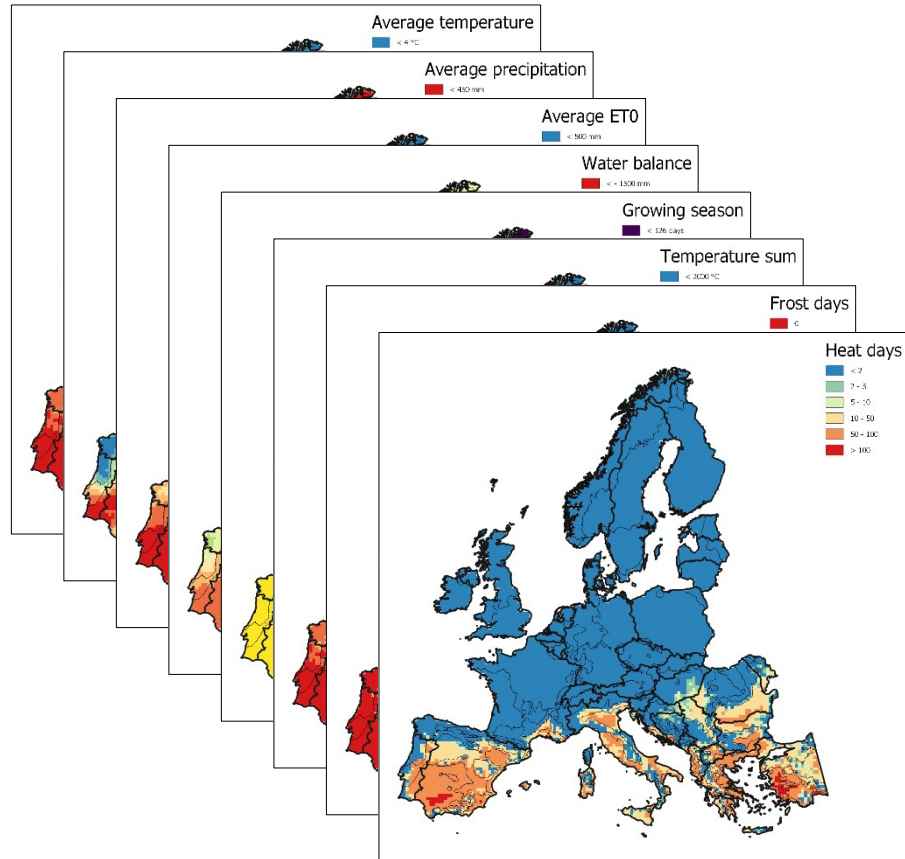 Average temperature
< 4 °C
Average precipitation
< 450 mm
Average ET0
< 500 mm
Water balance
< - 1500 mm
Growing season
< 126 days
Temperature sum
< 2000 °C
Frost days
0
Heat days
< 2
2 - 3
5 - 10
10 - 50
50 - 100
> 100